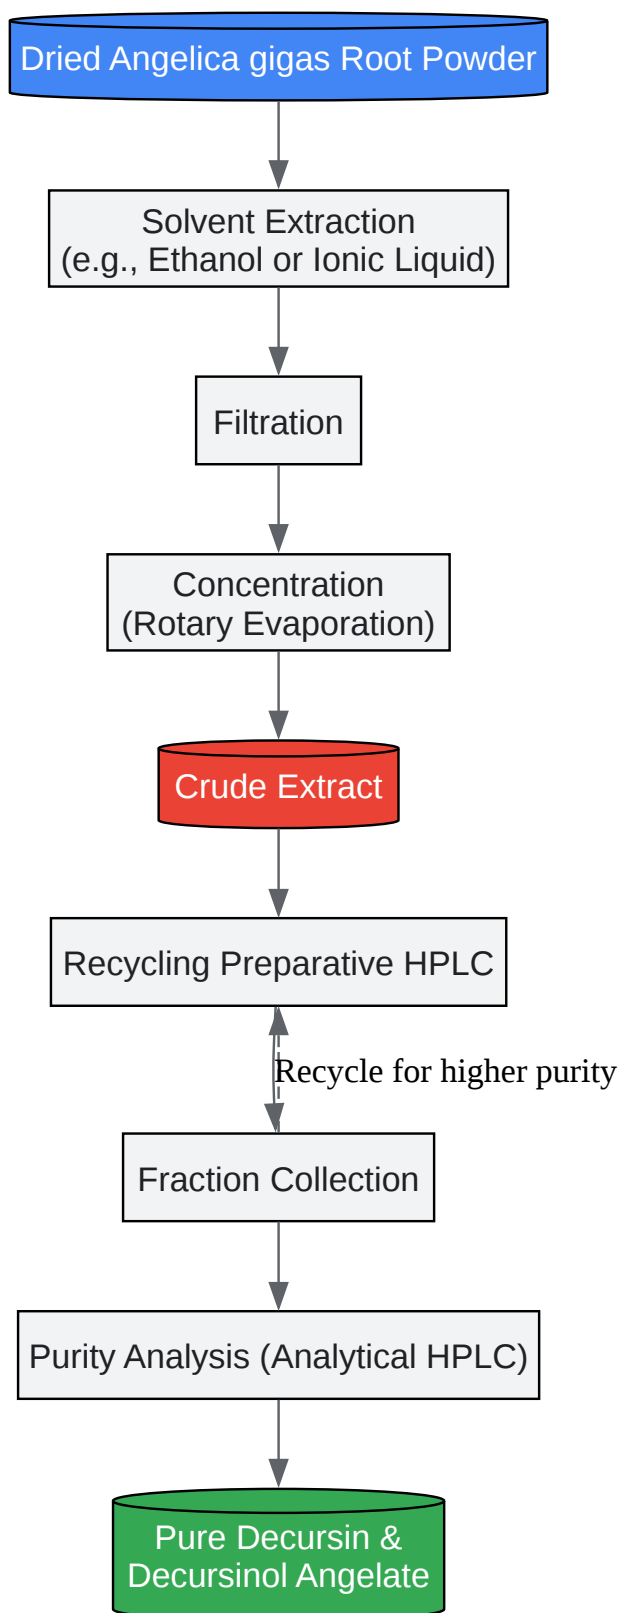 Dried Angelica gigas Root Powder
Solvent Extraction
(e.g., Ethanol or Ionic Liquid)
Filtration
Concentration
(Rotary Evaporation)
Crude Extract
Recycling Preparative HPLC
Recycle for higher purity
Fraction Collection
Purity Analysis (Analytical HPLC)
Pure Decursin &
Decursinol Angelate